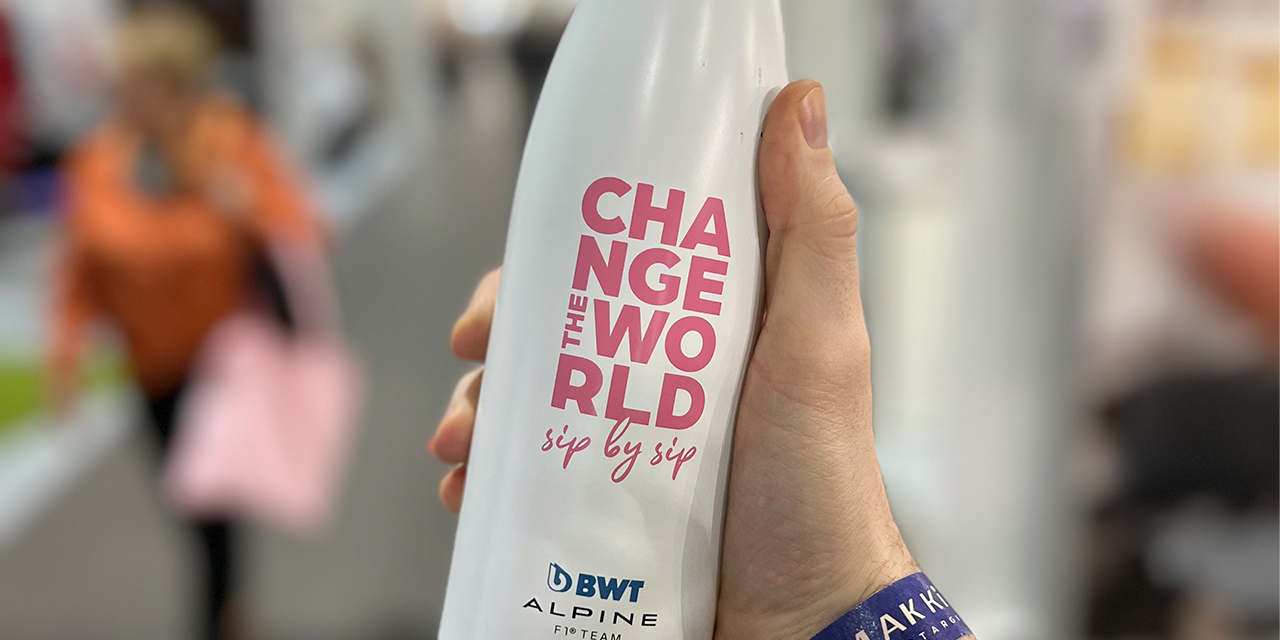 CHA
NGE
THE WO
RLD
sip by sip
BWT
ALPINE
F1® TEAM